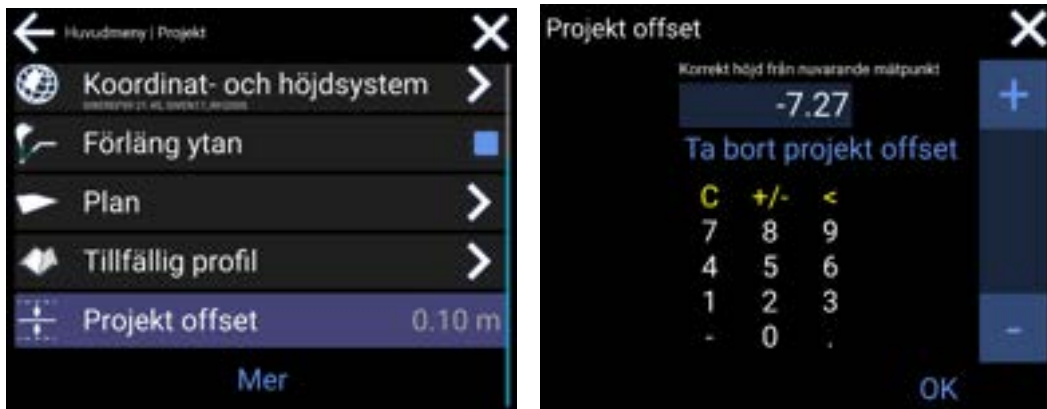 Huvudmeny | Projekt
Koordinat- och höjdsystem
Förläng ytan
Plan
Tillfällig profil
Projekt offset 0.10 m
Mer
Projekt offset
Korrekt höjd från nuvarande mätpunkt
-7.27
Ta bort projekt offset
C +/- <
7 8 9
4 5 6
1 2 3
- 0 .
OK
+
-